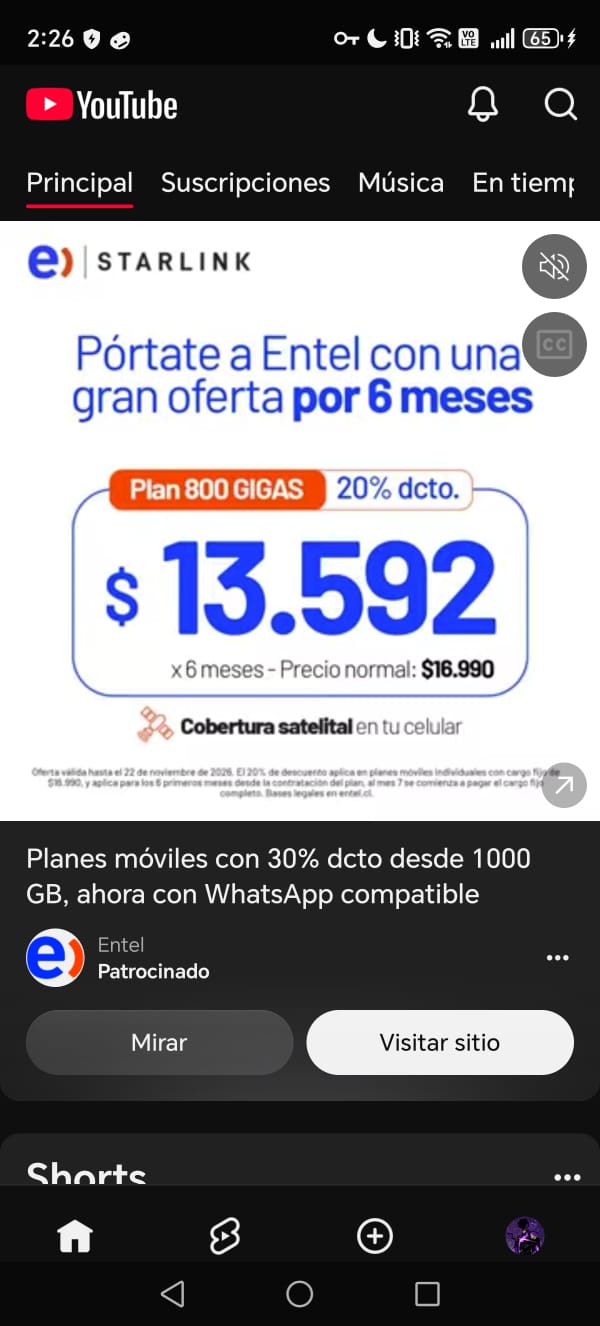 2:26
VO
LTE
65
YouTube
Principal Suscripciones Música En tiemp
e) | STARLINK
CC
Pórtate a Entel con una
gran oferta por 6 meses
Plan 800 GIGAS 20% dcto.
$ 13.592
x 6 meses - Precio normal: $16.990
Cobertura satelital en tu celular
Oferta válida hasta el 22 de noviembre de 2026. El 20% de descuento aplica en planes móviles individuales con cargo fijo de
$16.990, y aplica para los 6 primeros meses desde la contratación del plan, al mes 7 se comienza a pagar el cargo fijo
completo. Bases legales en entel.cl.
Planes móviles con 30% dcto desde 1000
GB, ahora con WhatsApp compatible
e)
Entel
Patrocinado
Mirar
Visitar sitio
Shorts